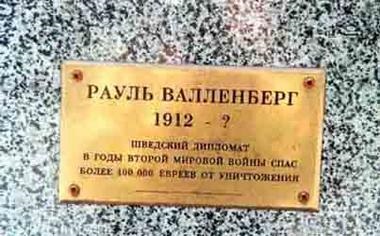 РАУЛЬ ВАЛЛЕНБЕРГ
1912 - ?
ШВЕДСКИЙ ДИПЛОМАТ
В ГОДЫ ВТОРОЙ МИРОВОЙ ВОЙНЫ СПАС
БОЛЕЕ 100 000 ЕВРЕЕВ ОТ УНИЧТОЖЕНИЯ